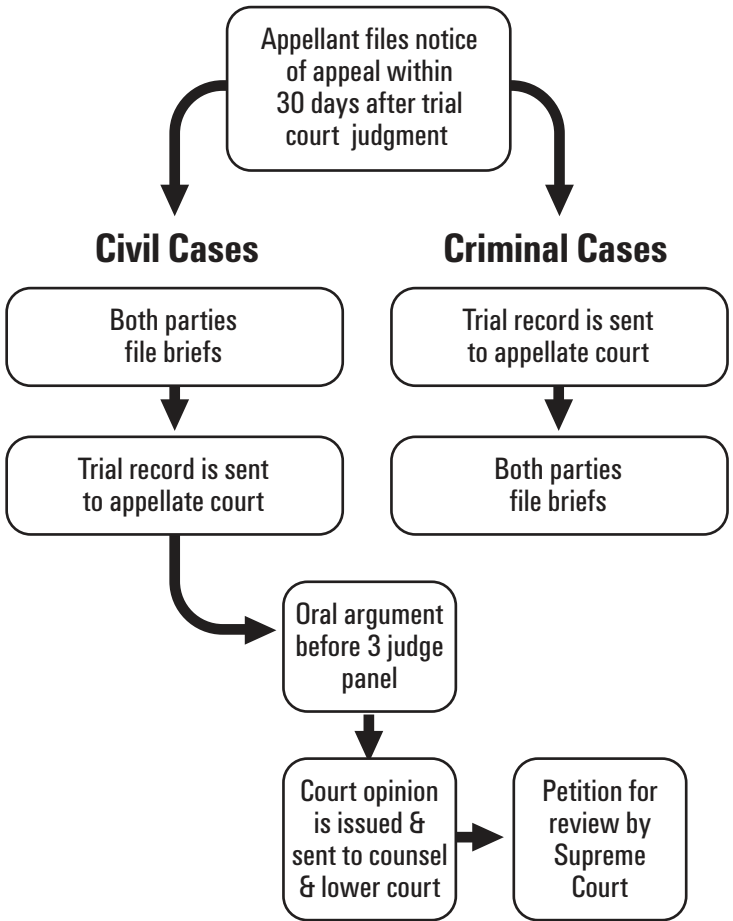 Appellant files notice
of appeal within
30 days after trial
court judgment
Civil Cases
Criminal Cases
Both parties
file briefs
Trial record is sent
to appellate court
Trial record is sent
to appellate court
Both parties
file briefs
Oral argument
before 3 judge
panel
Court opinion
is issued &
sent to counsel
& lower court
Petition for
review by
Supreme
Court